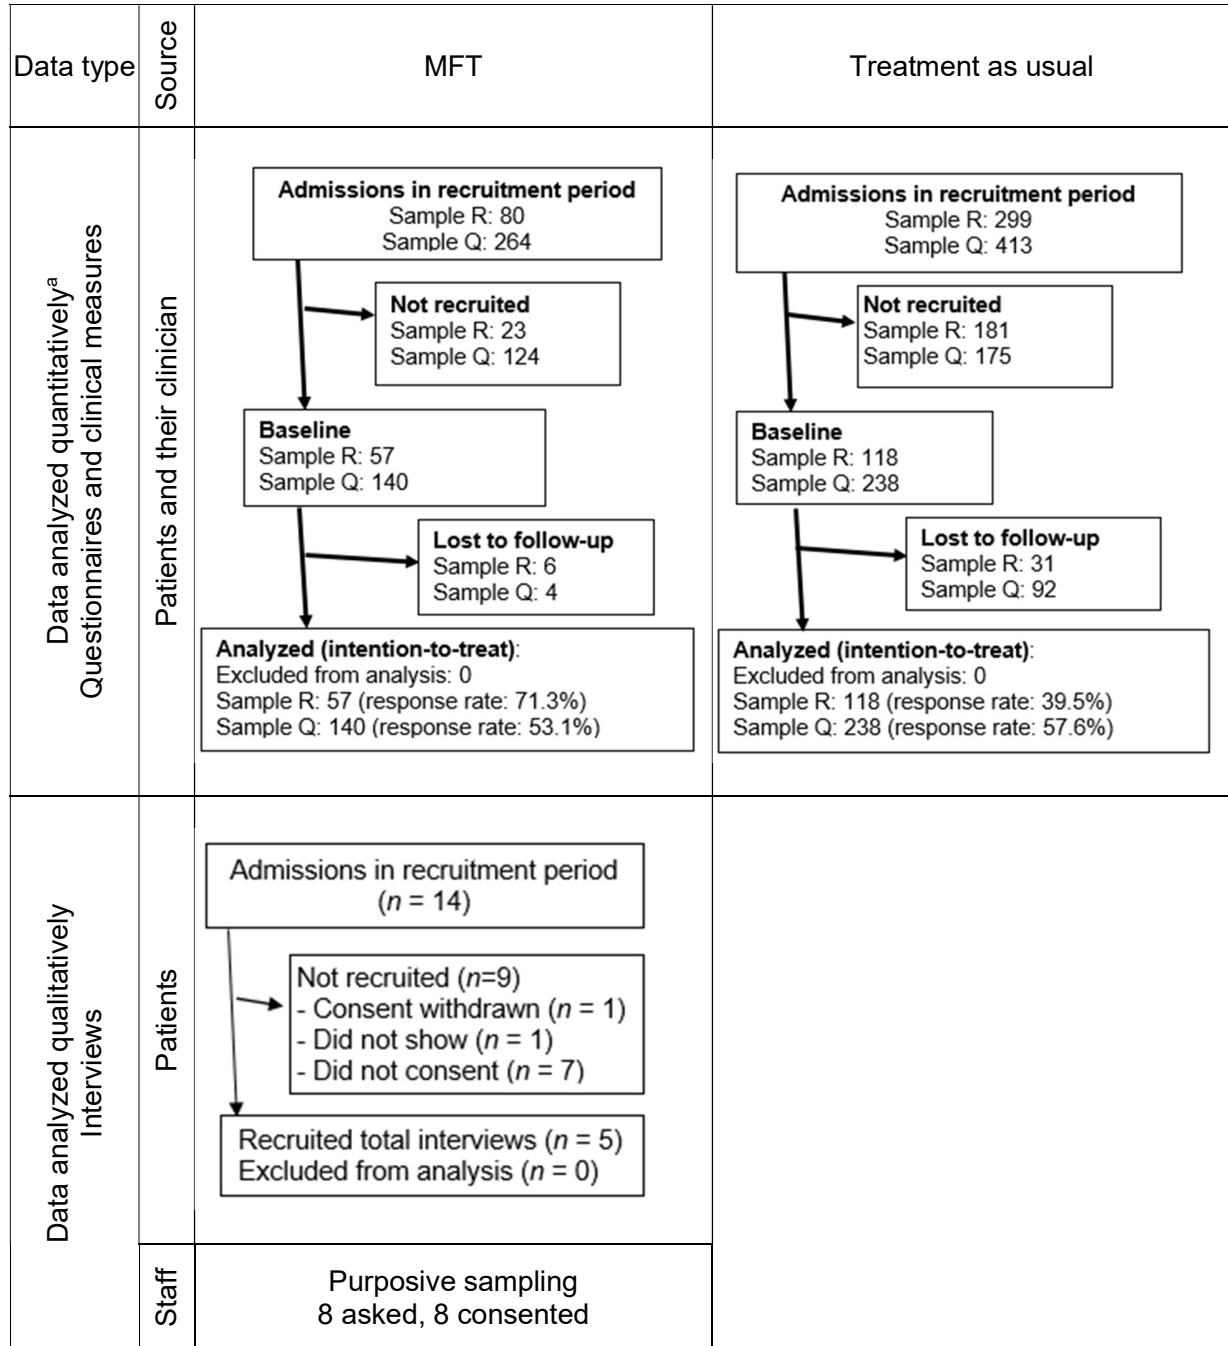 Data type
Source
MFT
Treatment as usual
Data analyzed quantitativelyᵃ
Questionnaires and clinical measures
Patients and their clinician
Admissions in recruitment period
Sample R: 80
Sample Q: 264
Not recruited
Sample R: 23
Sample Q: 124
Baseline
Sample R: 57
Sample Q: 140
Lost to follow-up
Sample R: 6
Sample Q: 4
Analyzed (intention-to-treat):
Excluded from analysis: 0
Sample R: 57 (response rate: 71.3%)
Sample Q: 140 (response rate: 53.1%)
Admissions in recruitment period
Sample R: 299
Sample Q: 413
Not recruited
Sample R: 181
Sample Q: 175
Baseline
Sample R: 118
Sample Q: 238
Lost to follow-up
Sample R: 31
Sample Q: 92
Analyzed (intention-to-treat):
Excluded from analysis: 0
Sample R: 118 (response rate: 39.5%)
Sample Q: 238 (response rate: 57.6%)
Data analyzed qualitatively
Interviews
Patients
Admissions in recruitment period
(n = 14)
Not recruited (n=9)
- Consent withdrawn (n = 1)
- Did not show (n = 1)
- Did not consent (n = 7)
Recruited total interviews (n = 5)
Excluded from analysis (n = 0)
Staff
Purposive sampling
8 asked, 8 consented